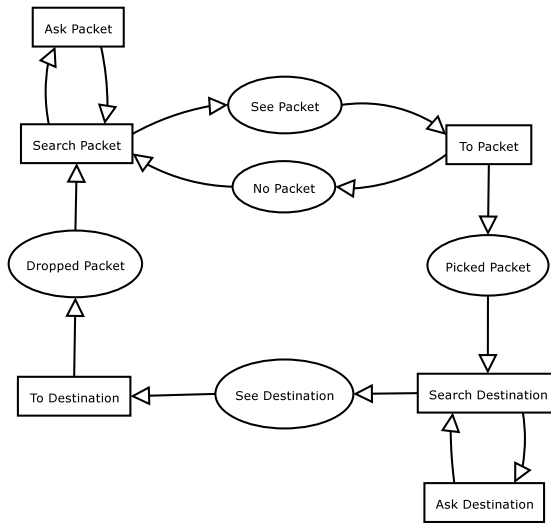 Ask Packet
See Packet
Search Packet
To Packet
No Packet
Dropped Packet
Picked Packet
To Destination
See Destination
Search Destination
Ask Destination